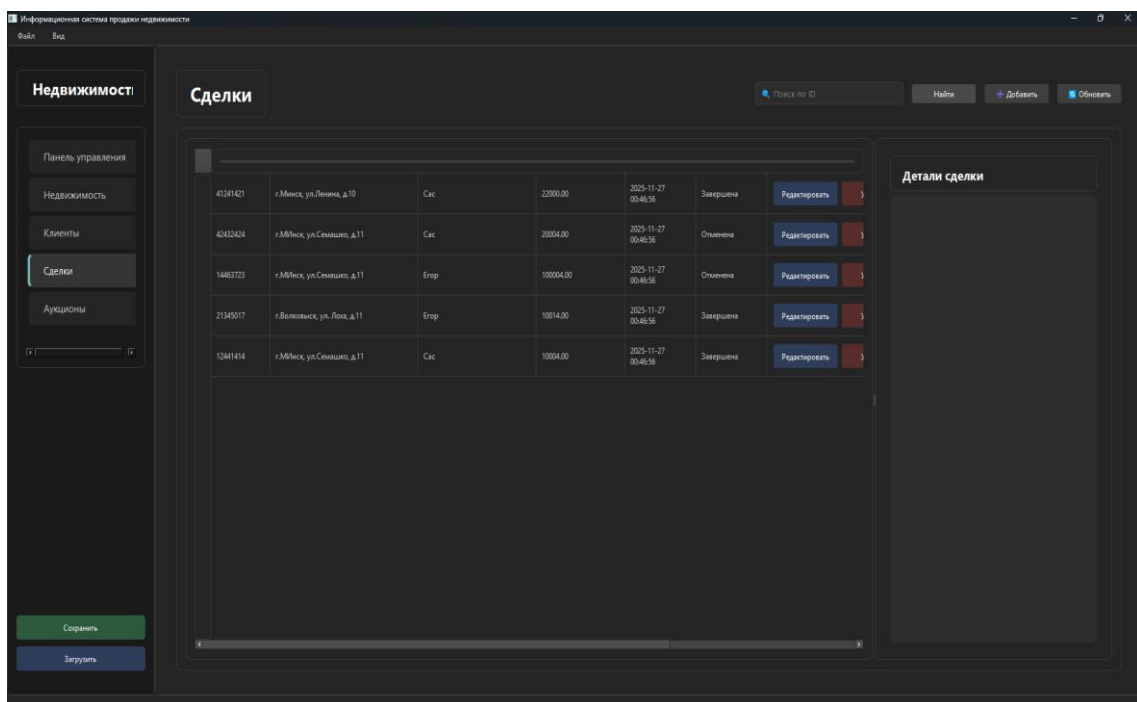 Информационная система продажи недвижимости
Файл Вид
Недвижимост
Панель управления
Недвижимость
Клиенты
Сделки
Аукционы
Сохранить
Загрузить
Сделки
Поиск по ID Найти Добавить Обновить
41241421 г.Минск, ул.Ленина, д.10 Сас 22000.00 2025-11-27 00:46:56 Завершена Редактировать
42432424 г.МИнск, ул.Семашко, д.11 Сас 20004.00 2025-11-27 00:46:56 Отменена Редактировать
14463723 г.МИнск, ул.Семашко, д.11 Егор 100004.00 2025-11-27 00:46:56 Отменена Редактировать
21345017 г.Волковыск, ул. Лоха, д.11 Егор 10014.00 2025-11-27 00:46:56 Завершена Редактировать
12441414 г.МИнск, ул.Семашко, д.11 Сас 10004.00 2025-11-27 00:46:56 Завершена Редактировать
Детали сделки